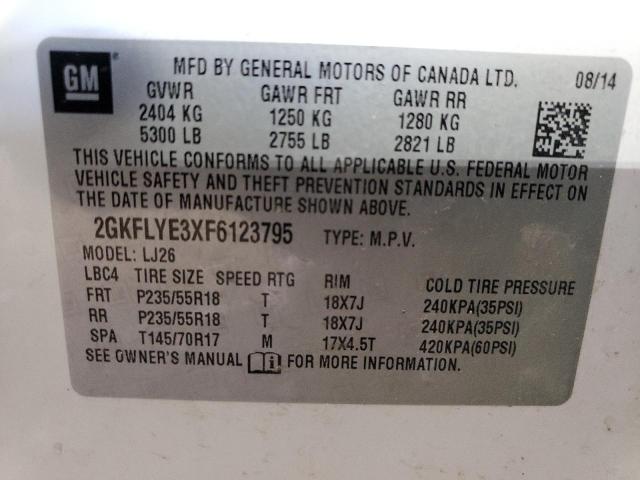 GM
MFD BY GENERAL MOTORS OF CANADA LTD. 08/14
GVWR GAWR FRT GAWR RR
2404 KG 1250 KG 1280 KG
5300 LB 2755 LB 2821 LB
THIS VEHICLE CONFORMS TO ALL APPLICABLE U.S. FEDERAL MOTOR
VEHICLE SAFETY AND THEFT PREVENTION STANDARDS IN EFFECT ON
THE DATE OF MANUFACTURE SHOWN ABOVE.
2GKFLYE3XF6123795 TYPE: M.P.V.
MODEL: LJ26
LBC4 TIRE SIZE SPEED RTG RIM COLD TIRE PRESSURE
FRT P235/55R18 T 18X7J 240KPA(35PSI)
RR P235/55R18 T 18X7J 240KPA(35PSI)
SPA T145/70R17 M 17X4.5T 420KPA(60PSI)
SEE OWNER'S MANUAL FOR MORE INFORMATION.